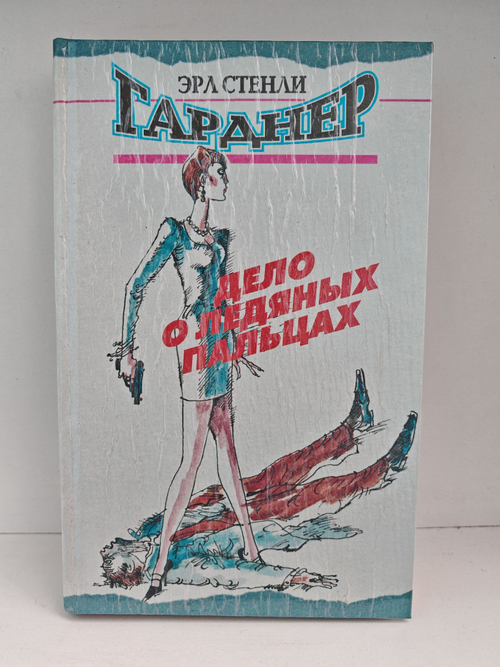 ЭРЛ СТЕНЛИ
ГАРДНЕР
ДЕЛО
О ЛЕДЯНЫХ
ПАЛЬЦАХ